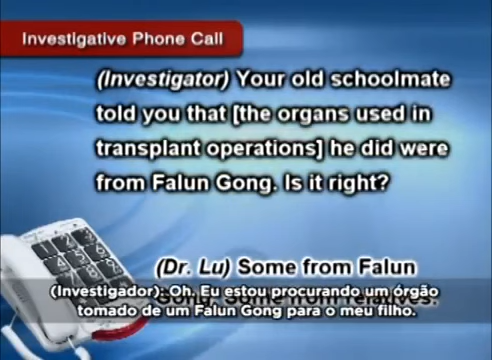 Investigative Phone Call
(Investigator) Your old schoolmate
told you that [the organs used in
transplant operations] he did were
from Falun Gong. Is it right?
(Dr. Lu) Some from Falun
Gong, Some from relatives.
(Investigador): Oh. Eu estou procurando um órgão
tomado de um Falun Gong para o meu filho.